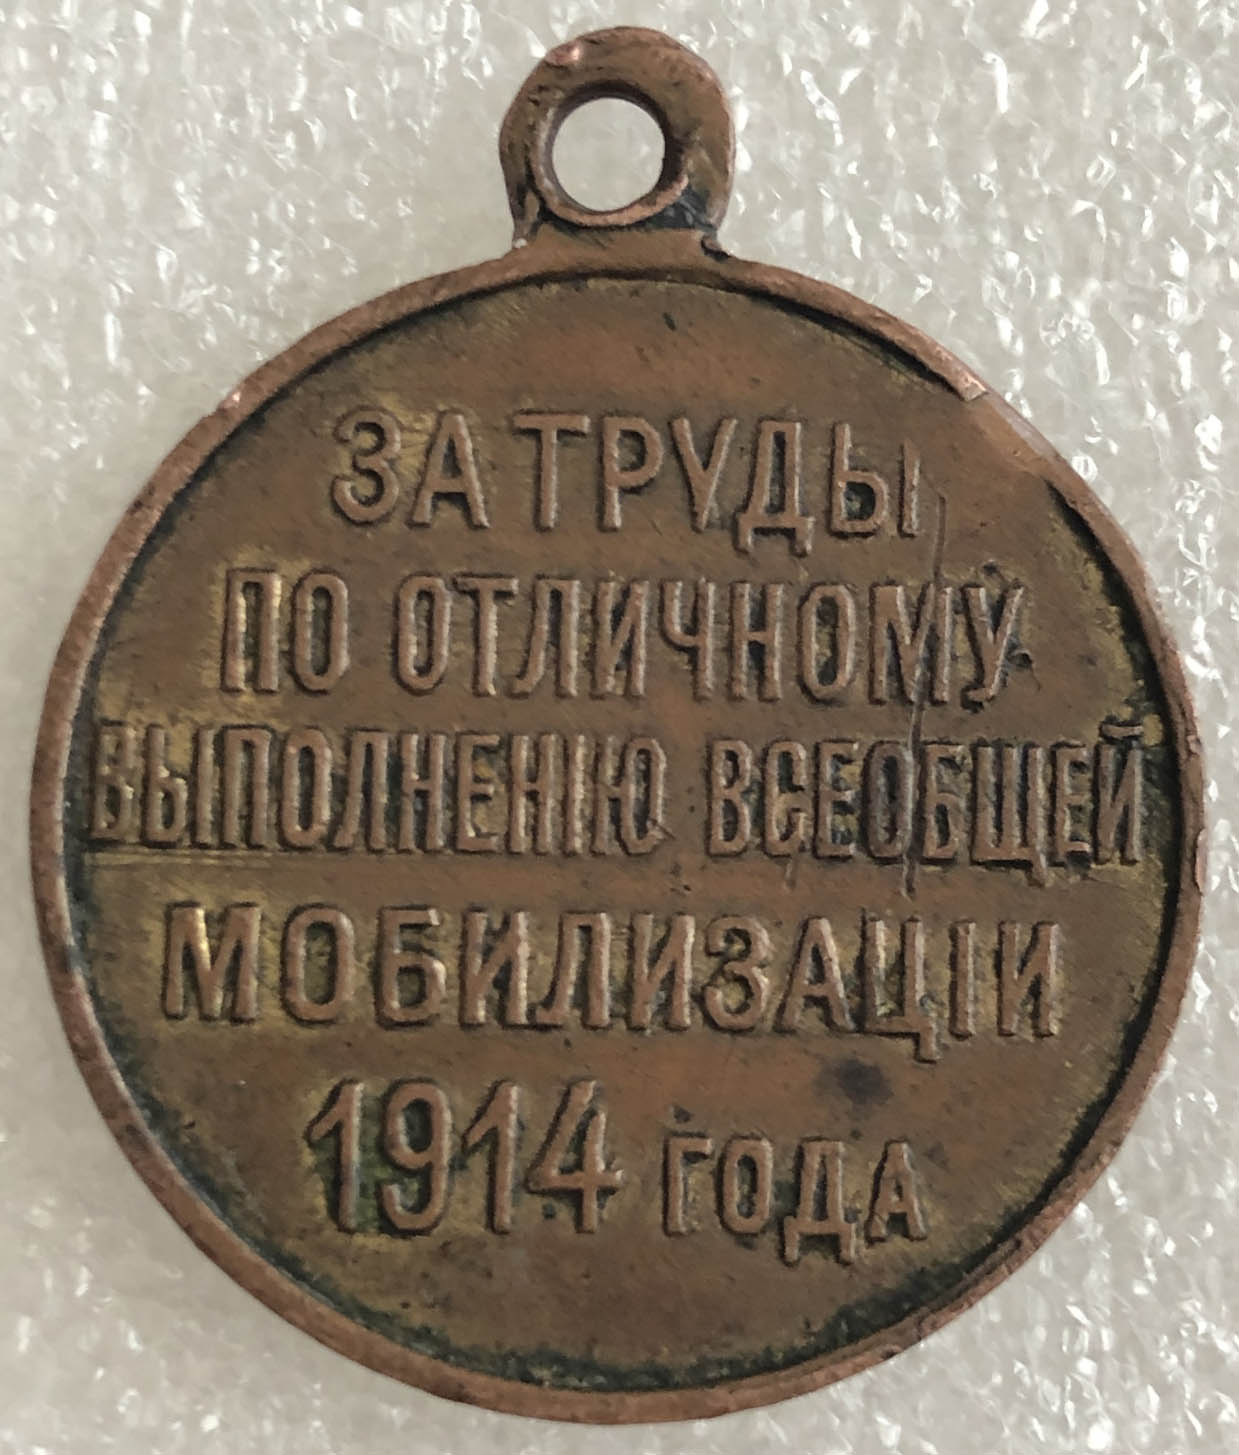 ЗА ТРУДЫ
ПО ОТЛИЧНОМУ
ВЫПОЛНЕНІЮ ВСЕОБЩЕЙ
МОБИЛИЗАЦІИ
1914 ГОДА